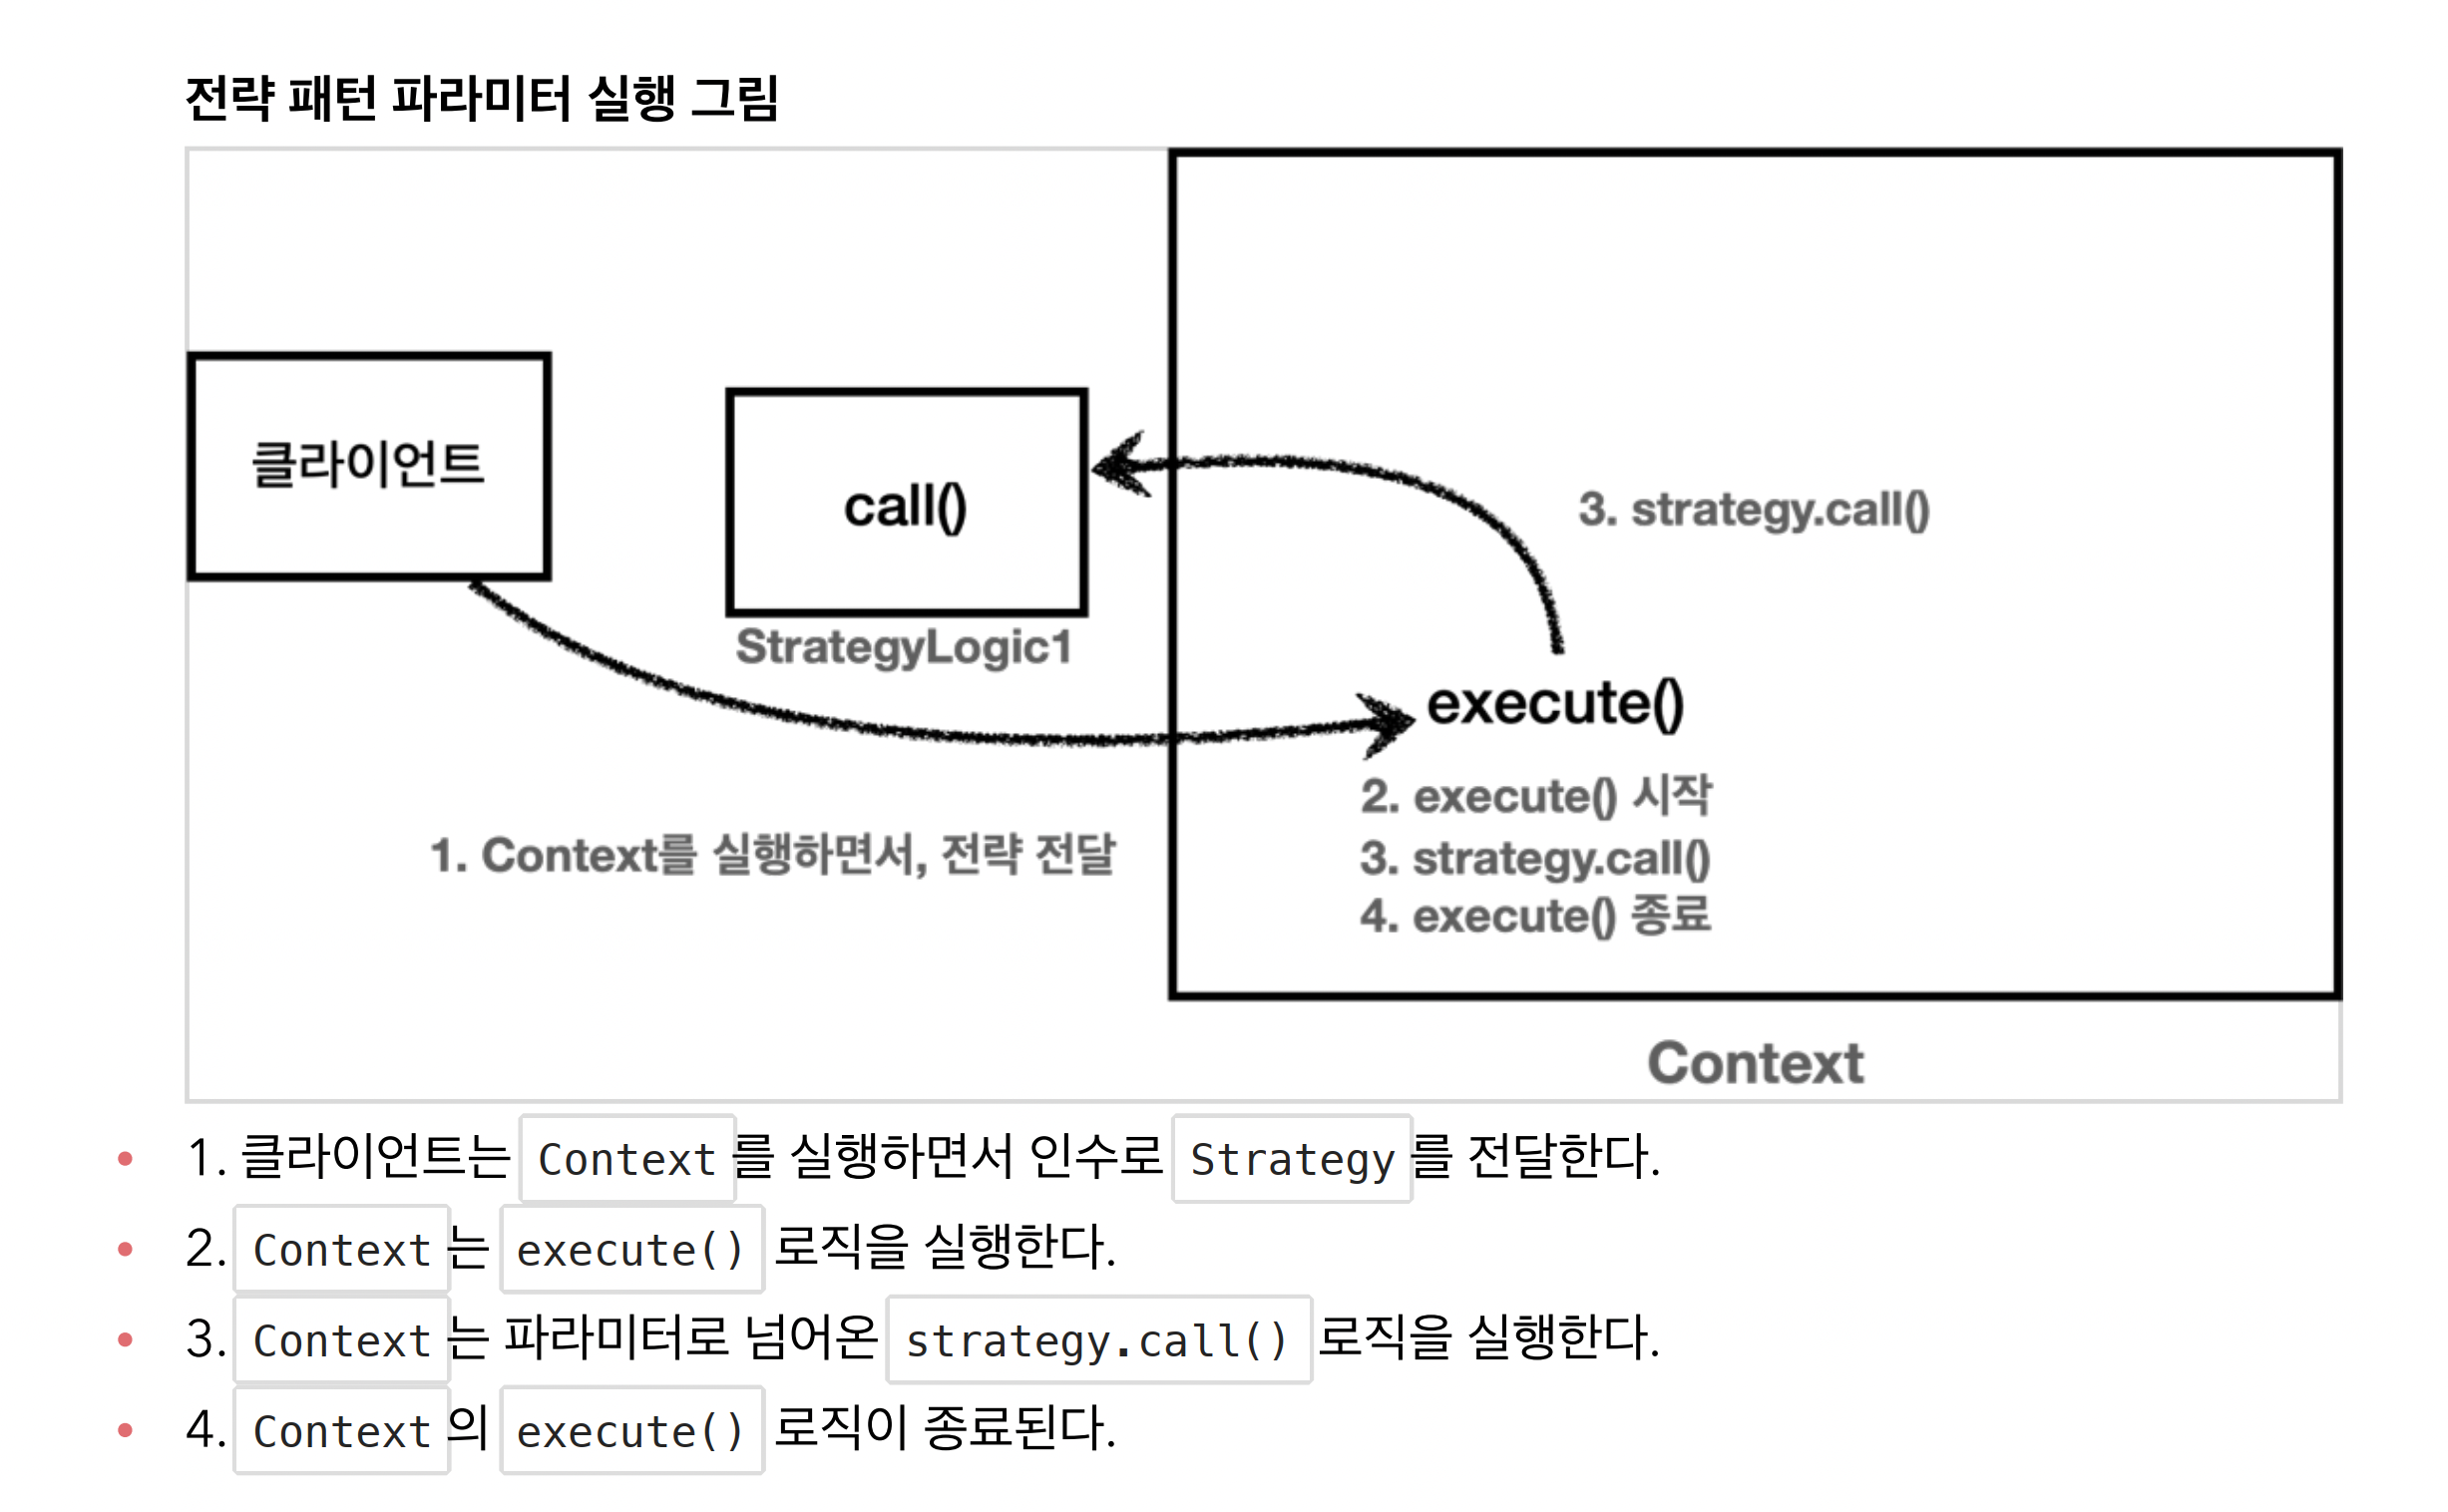 전략 패턴 파라미터 실행 그림
클라이언트
call()
StrategyLogic1
3. strategy.call()
execute()
2. execute() 시작
3. strategy.call()
4. execute() 종료
1. Context를 실행하면서, 전략 전달
Context
1. 클라이언트는 Context 를 실행하면서 인수로 Strategy 를 전달한다.
2. Context 는 execute() 로직을 실행한다.
3. Context 는 파라미터로 넘어온 strategy.call() 로직을 실행한다.
4. Context 의 execute() 로직이 종료된다.